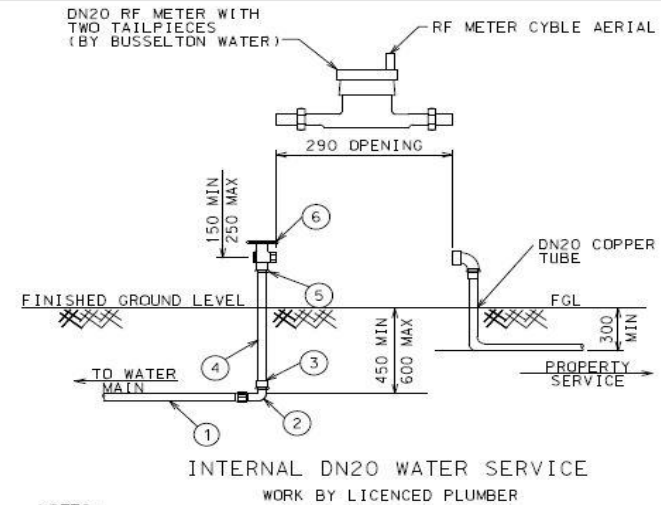 DN20 RF METER WITH
TWO TAILPIECES
(BY BUSSELTON WATER)
RF METER CYBLE AERIAL
290 OPENING
150 MIN
250 MAX
6
DN20 COPPER
TUBE
5
FINISHED GROUND LEVEL
FGL
450 MIN
600 MAX
300
MIN
4
3
TO WATER
MAIN
PROPERTY
SERVICE
1
2
INTERNAL DN20 WATER SERVICE
WORK BY LICENCED PLUMBER